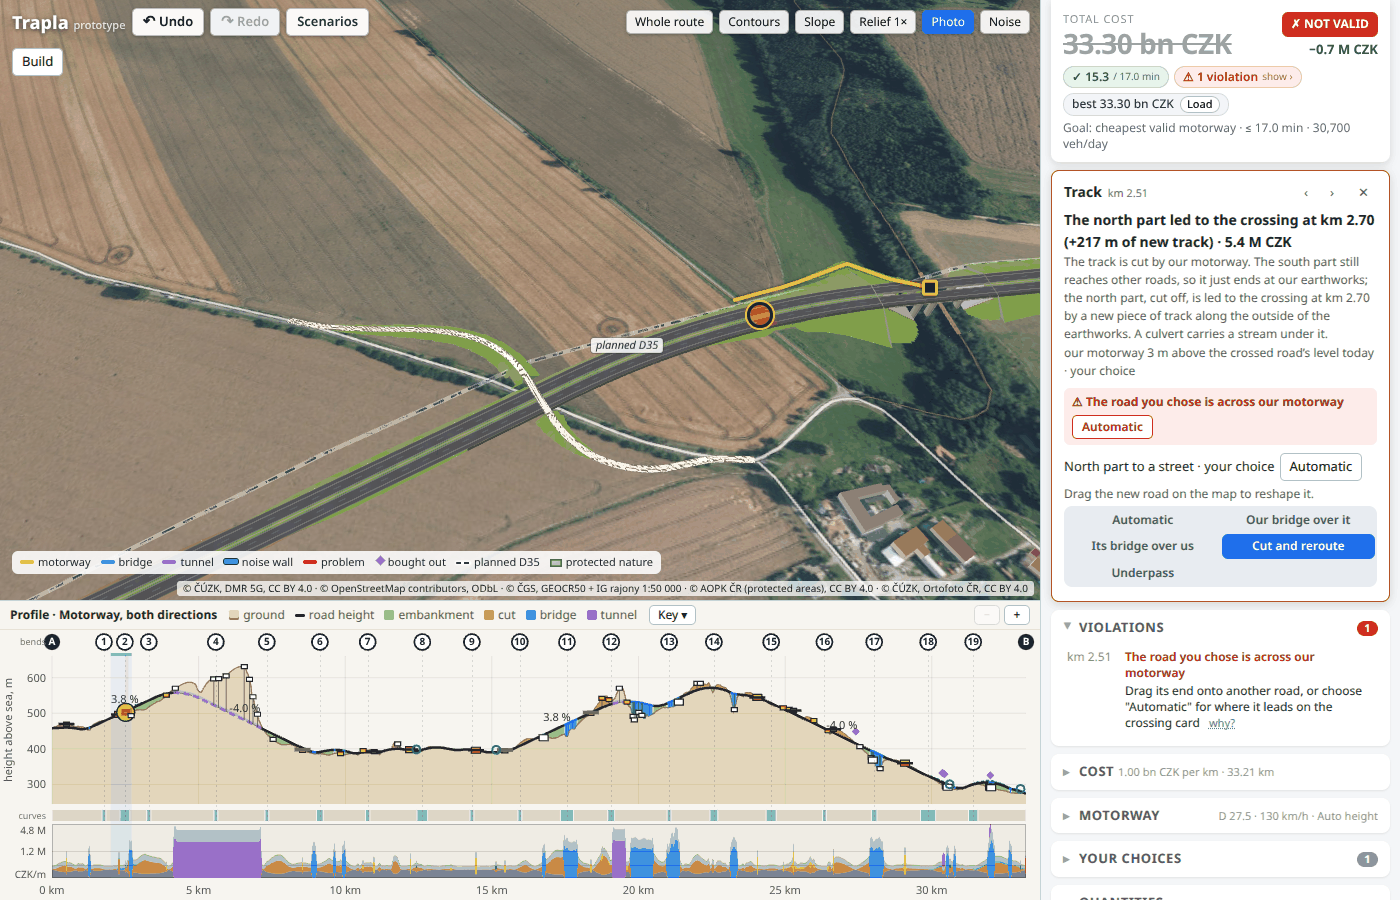 Trapla prototype
↶ Undo
↷ Redo
Scenarios
Whole route
Contours
Slope
Relief 1×
Photo
Noise
Build
planned D35
motorway
bridge
tunnel
noise wall
problem
bought out
planned D35
protected nature
© ČÚZK, DMR 5G, CC BY 4.0 · © OpenStreetMap contributors, ODbL · © ČGS, GEOCR50 + IG rajony 1:50 000 · © AOPK ČR (protected areas), CC BY 4.0 · © ČÚZK, Ortofoto ČR, CC BY 4.0
TOTAL COST
✗ NOT VALID
33.30 bn CZK
−0.7 M CZK
✓ 15.3 / 17.0 min
⚠ 1 violation show ›
best 33.30 bn CZK Load
Goal: cheapest valid motorway · ≤ 17.0 min · 30,700
veh/day
Track km 2.51 ‹ › ✕
The north part led to the crossing at km 2.70
(+217 m of new track) · 5.4 M CZK
The track is cut by our motorway. The south part still
reaches other roads, so it just ends at our earthworks;
the north part, cut off, is led to the crossing at km 2.70
by a new piece of track along the outside of the
earthworks. A culvert carries a stream under it.
our motorway 3 m above the crossed road's level today
· your choice
⚠ The road you chose is across our motorway
Automatic
North part to a street · your choice Automatic
Drag the new road on the map to reshape it.
Automatic
Our bridge over it
Its bridge over us
Cut and reroute
Underpass
▼ VIOLATIONS 1
km 2.51 The road you chose is across our
motorway
Drag its end onto another road, or choose
"Automatic" for where it leads on the
crossing card why?
▶ COST 1.00 bn CZK per km · 33.21 km
▶ MOTORWAY D 27.5 · 130 km/h · Auto height
▶ YOUR CHOICES 1
Profile · Motorway, both directions
ground
road height
embankment
cut
bridge
tunnel
Key ▾
− +
bends A 1 2 3 4 5 6 7 8 9 10 11 12 13 14 15 16 17 18 19 B
height above sea, m
600
500
400
300
3.8 %
-4.0 %
3.8 %
-4.0 %
curves
4.8 M
1.2 M
CZK/m
0 km 5 km 10 km 15 km 20 km 25 km 30 km